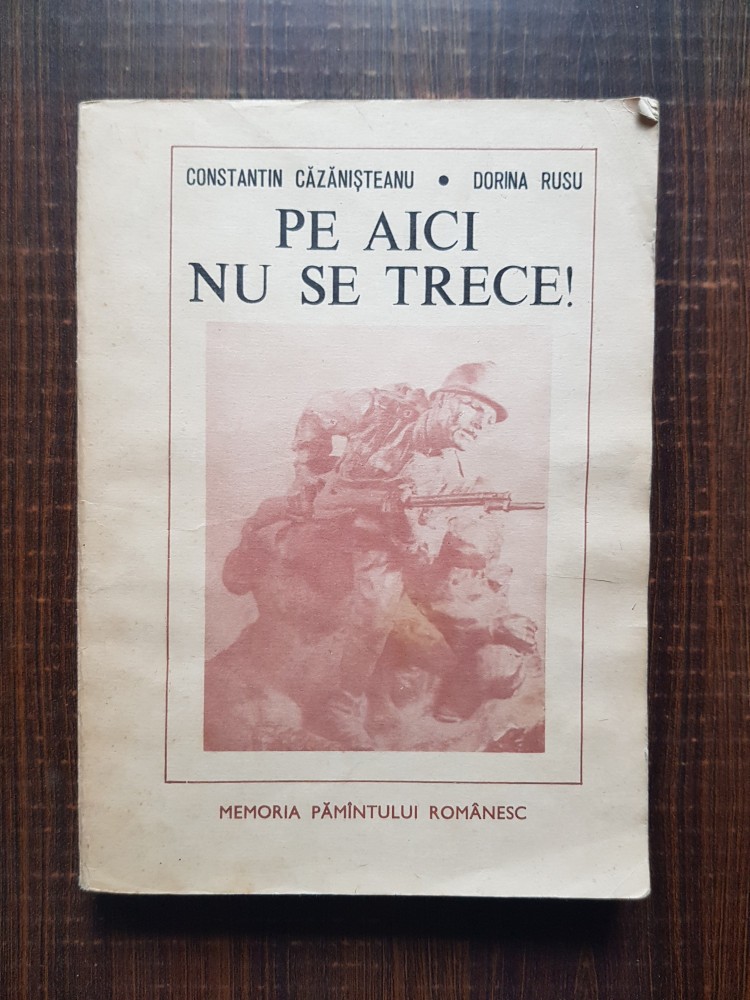 CONSTANTIN CĂZĂNIȘTEANU • DORINA RUSU
PE AICI
NU SE TRECE!
MEMORIA PĂMÎNTULUI ROMÂNESC